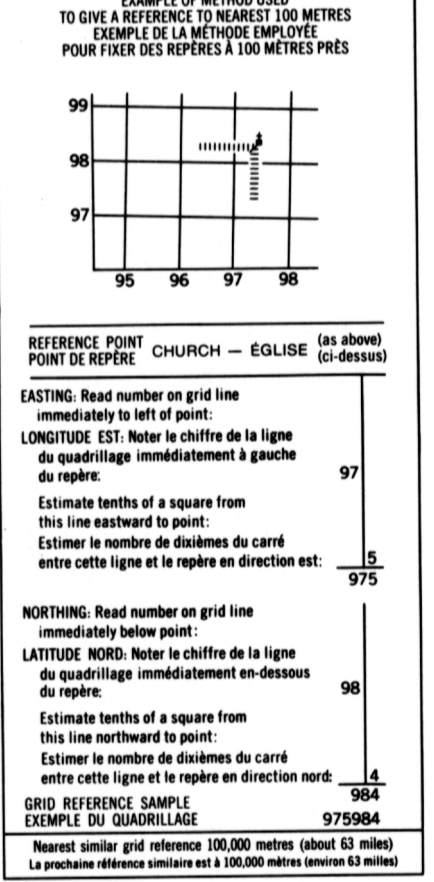 EXAMPLE OF METHOD USED
TO GIVE A REFERENCE TO NEAREST 100 METRES
EXEMPLE DE LA MÉTHODE EMPLOYÉE
POUR FIXER DES REPÈRES À 100 MÈTRES PRÈS
99
98
97
95 96 97 98
REFERENCE POINT
POINT DE REPÈRE
CHURCH — ÉGLISE
(as above)
(ci-dessus)
EASTING: Read number on grid line
immediately to left of point:
LONGITUDE EST: Noter le chiffre de la ligne
du quadrillage immédiatement à gauche
du repère: 97
Estimate tenths of a square from
this line eastward to point:
Estimer le nombre de dixièmes du carré
entre cette ligne et le repère en direction est: 5
975
NORTHING: Read number on grid line
immediately below point:
LATITUDE NORD: Noter le chiffre de la ligne
du quadrillage immédiatement en-dessous
du repère: 98
Estimate tenths of a square from
this line northward to point:
Estimer le nombre de dixièmes du carré
entre cette ligne et le repère en direction nord: 4
984
GRID REFERENCE SAMPLE
EXEMPLE DU QUADRILLAGE 975984
Nearest similar grid reference 100,000 metres (about 63 miles)
La prochaine référence similaire est à 100,000 mètres (environ 63 milles)